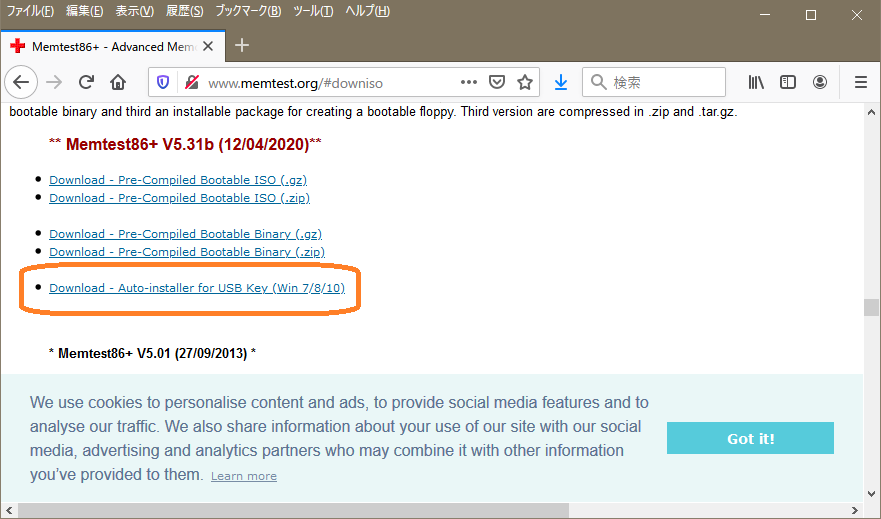 ファイル(F) 編集(E) 表示(V) 履歴(S) ブックマーク(B) ツール(T) ヘルプ(H)
Memtest86+ - Advanced Mem
www.memtest.org/#downiso
検索
bootable binary and third an installable package for creating a bootable floppy. Third version are compressed in .zip and .tar.gz.
** Memtest86+ V5.31b (12/04/2020)**
Download - Pre-Compiled Bootable ISO (.gz)
Download - Pre-Compiled Bootable ISO (.zip)
Download - Pre-Compiled Bootable Binary (.gz)
Download - Pre-Compiled Bootable Binary (.zip)
Download - Auto-installer for USB Key (Win 7/8/10)
* Memtest86+ V5.01 (27/09/2013) *
We use cookies to personalise content and ads, to provide social media features and to
analyse our traffic. We also share information about your use of our site with our social
media, advertising and analytics partners who may combine it with other information
you've provided to them. Learn more
Got it!